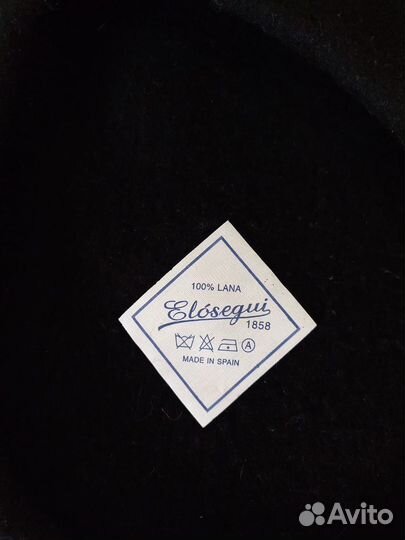 100% LANA
Elósegui
1858
A
MADE IN SPAIN
Avito